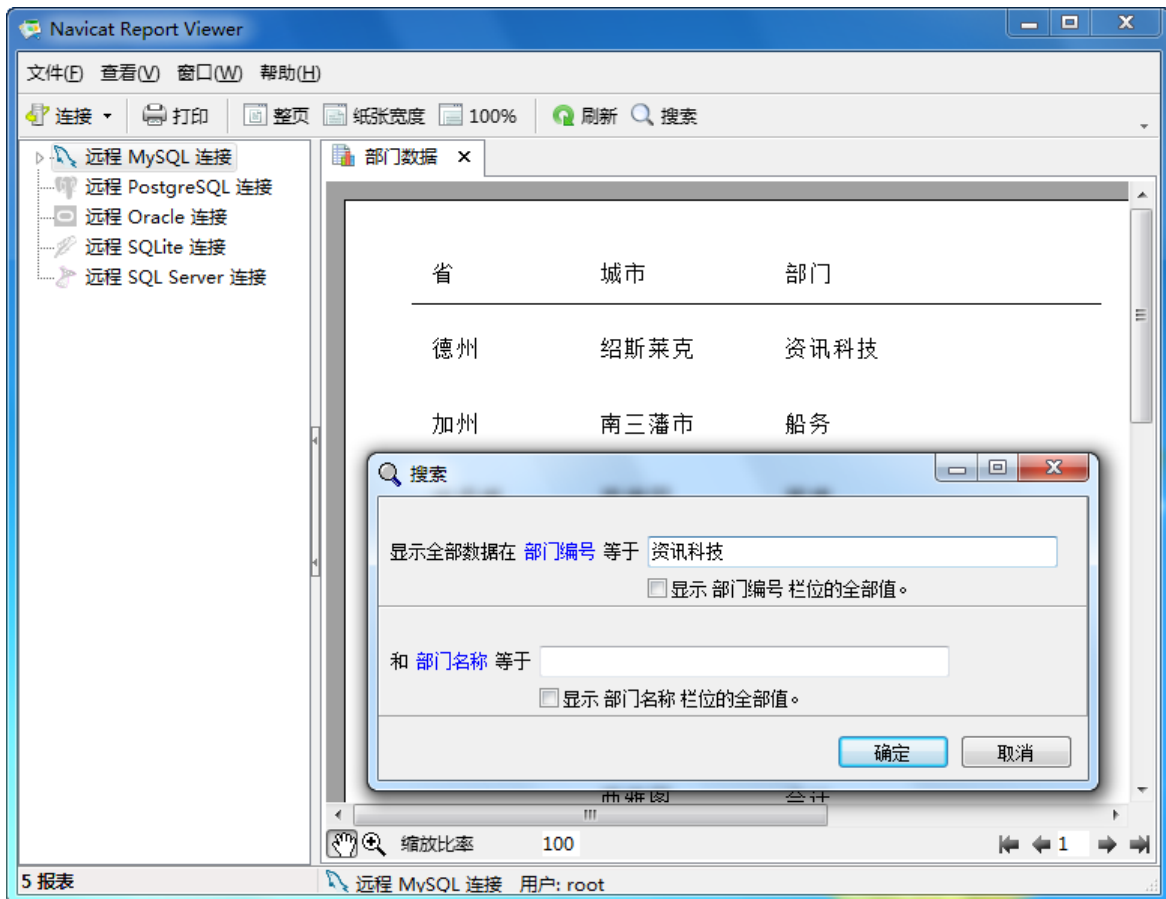 Navicat Report Viewer
文件(F) 查看(V) 窗口(W) 帮助(H)
连接 打印 整页 纸张宽度 100% 刷新 搜索
远程 MySQL 连接
远程 PostgreSQL 连接
远程 Oracle 连接
远程 SQLite 连接
远程 SQL Server 连接
部门数据
省 城市 部门
德州 绍斯莱克 资讯科技
加州 南三藩市 船务
搜索
显示全部数据在 部门编号 等于 资讯科技
显示 部门编号 栏位的全部值。
和 部门名称 等于
显示 部门名称 栏位的全部值。
确定 取消
西雅图 会计
缩放比率 100 1
5 报表 远程 MySQL 连接 用户: root